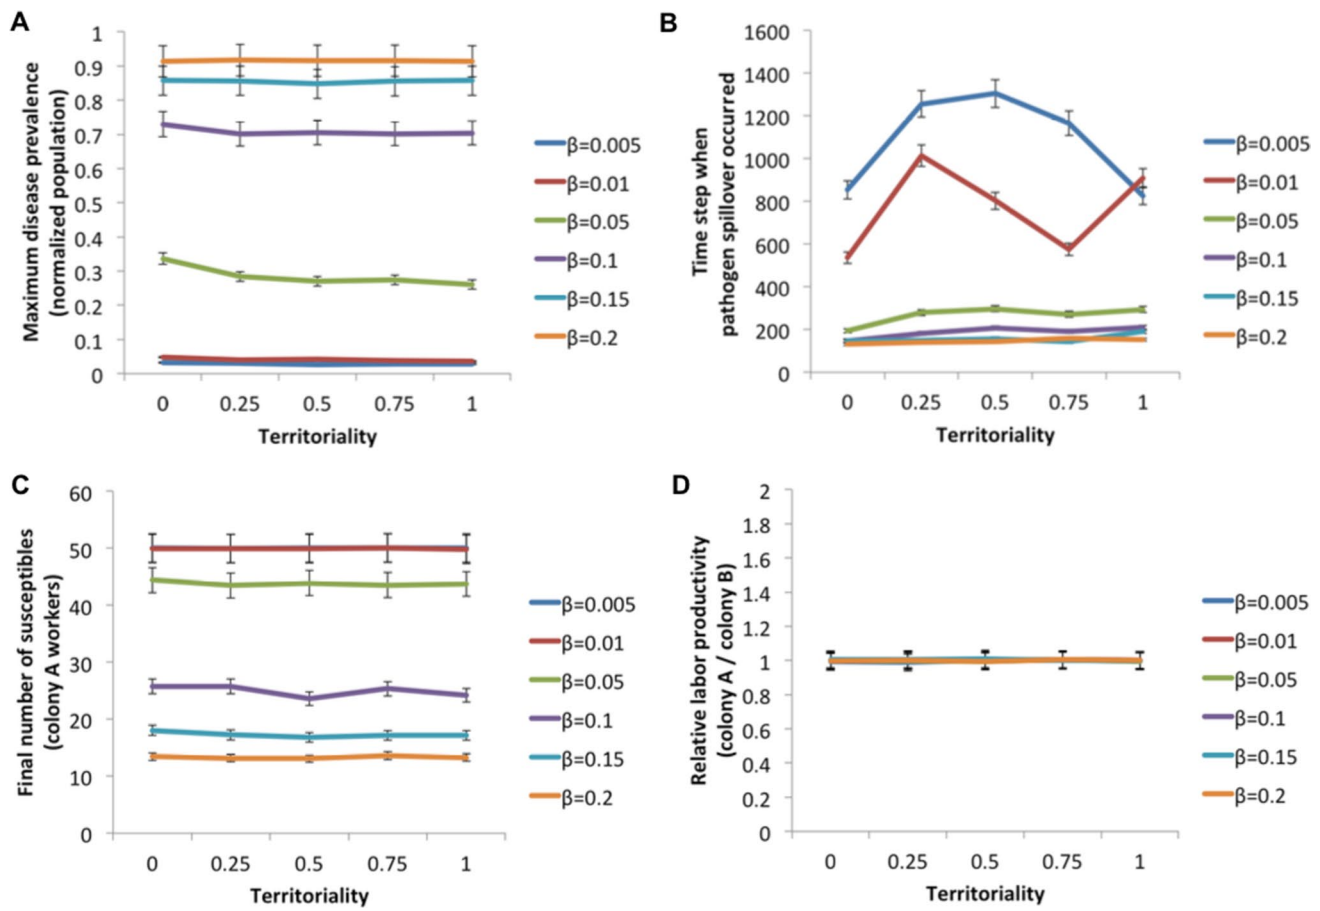 A
Maximum disease prevalence
(normalized population)
1
0.9
0.8
0.7
0.6
0.5
0.4
0.3
0.2
0.1
0
0 0.25 0.5 0.75 1
Territoriality
β=0.005
β=0.01
β=0.05
β=0.1
β=0.15
β=0.2
B
Time step when
pathogen spillover occurred
1600
1400
1200
1000
800
600
400
200
0
0 0.25 0.5 0.75 1
Territoriality
β=0.005
β=0.01
β=0.05
β=0.1
β=0.15
β=0.2
C
Final number of susceptibles
(colony A workers)
60
50
40
30
20
10
0
0 0.25 0.5 0.75 1
Territoriality
β=0.005
β=0.01
β=0.05
β=0.1
β=0.15
β=0.2
D
Relative labor productivity
(colony A / colony B)
2
1.8
1.6
1.4
1.2
1
0.8
0.6
0.4
0.2
0
0 0.25 0.5 0.75 1
Territoriality
β=0.005
β=0.01
β=0.05
β=0.1
β=0.15
β=0.2